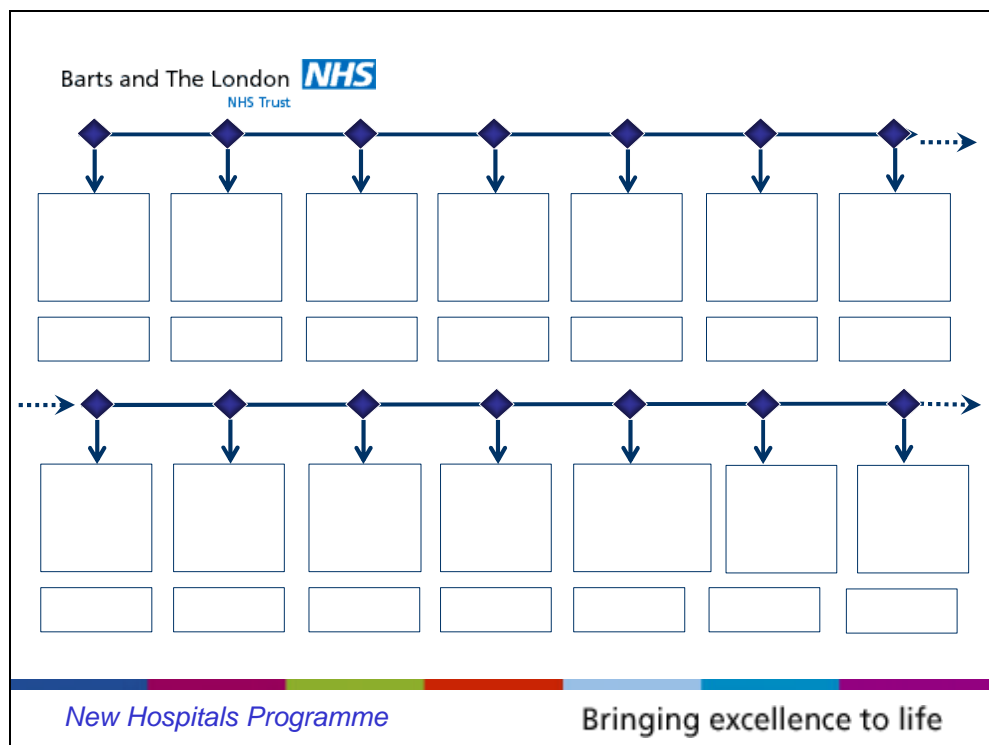 Barts and The London NHS
NHS Trust
New Hospitals Programme
Bringing excellence to life